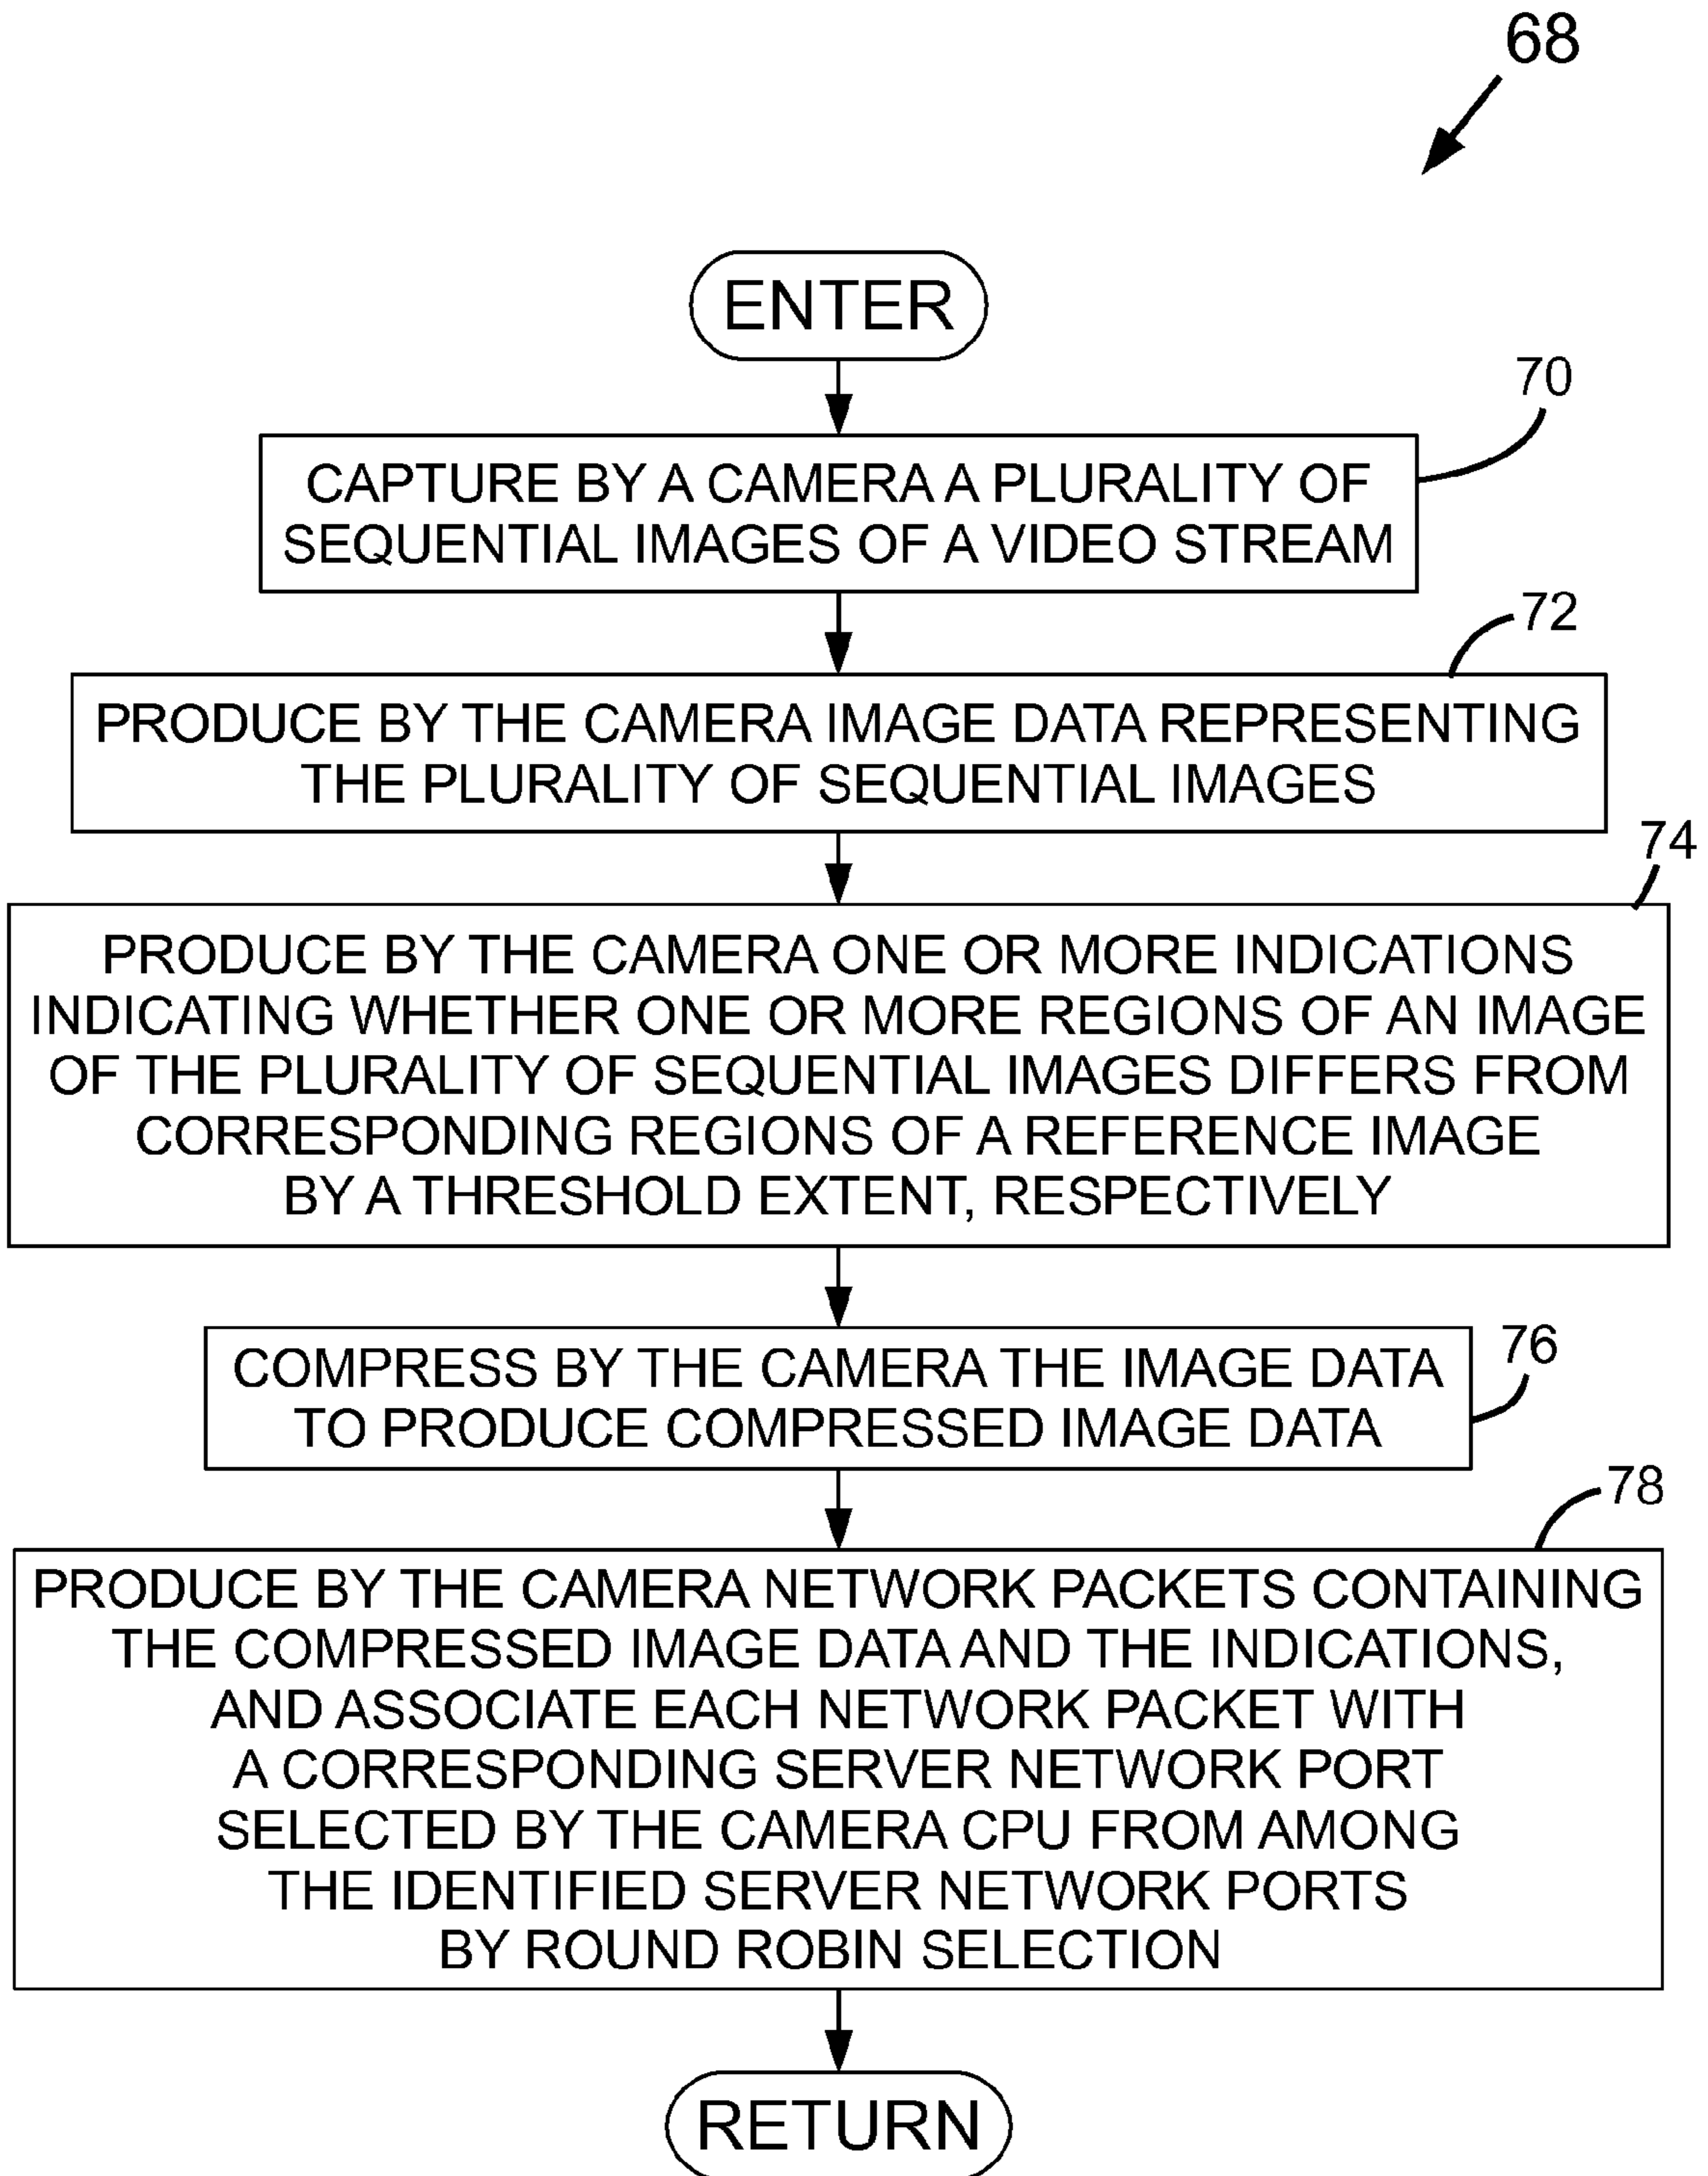 68
ENTER
70
CAPTURE BY A CAMERA A PLURALITY OF
SEQUENTIAL IMAGES OF A VIDEO STREAM
72
PRODUCE BY THE CAMERA IMAGE DATA REPRESENTING
THE PLURALITY OF SEQUENTIAL IMAGES
74
PRODUCE BY THE CAMERA ONE OR MORE INDICATIONS
INDICATING WHETHER ONE OR MORE REGIONS OF AN IMAGE
OF THE PLURALITY OF SEQUENTIAL IMAGES DIFFERS FROM
CORRESPONDING REGIONS OF A REFERENCE IMAGE
BY A THRESHOLD EXTENT, RESPECTIVELY
76
COMPRESS BY THE CAMERA THE IMAGE DATA
TO PRODUCE COMPRESSED IMAGE DATA
78
PRODUCE BY THE CAMERA NETWORK PACKETS CONTAINING
THE COMPRESSED IMAGE DATA AND THE INDICATIONS,
AND ASSOCIATE EACH NETWORK PACKET WITH
A CORRESPONDING SERVER NETWORK PORT
SELECTED BY THE CAMERA CPU FROM AMONG
THE IDENTIFIED SERVER NETWORK PORTS
BY ROUND ROBIN SELECTION
RETURN